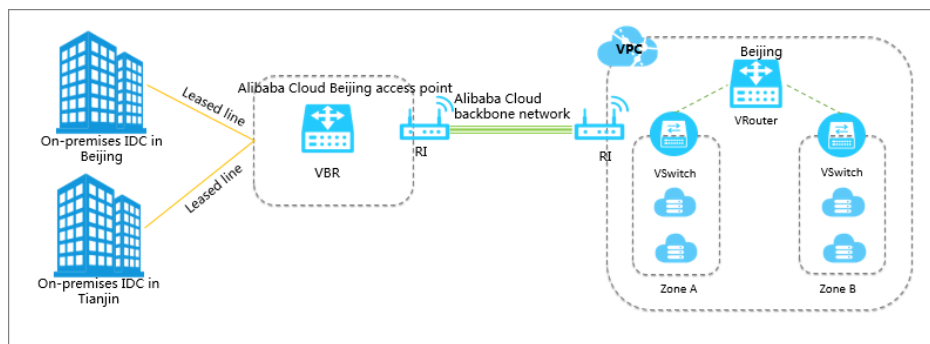 On-premises IDC in
Beijing
Leased line
Leased line
On-premises IDC in
Tianjin
Alibaba Cloud Beijing access point
VBR
RI
Alibaba Cloud
backbone network
RI
VPC
Beijing
VRouter
VSwitch
VSwitch
Zone A
Zone B